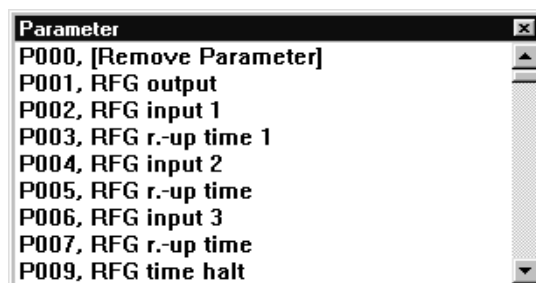 Parameter
P000, [Remove Parameter]
P001, RFG output
P002, RFG input 1
P003, RFG r.-up time 1
P004, RFG input 2
P005, RFG r.-up time
P006, RFG input 3
P007, RFG r.-up time
P009, RFG time halt